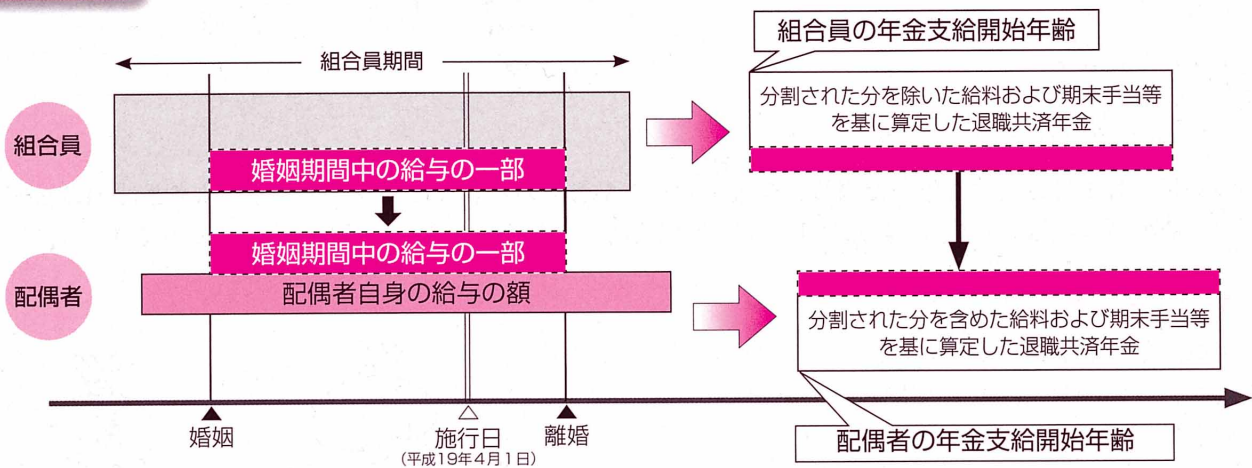 組合員の年金支給開始年齢
組合員期間
分割された分を除いた給料および期末手当等
を基に算定した退職共済年金
組合員
婚姻期間中の給与の一部
婚姻期間中の給与の一部
配偶者
配偶者自身の給与の額
分割された分を含めた給料および期末手当等
を基に算定した退職共済年金
婚姻
施行日
(平成19年4月1日)
離婚
配偶者の年金支給開始年齢